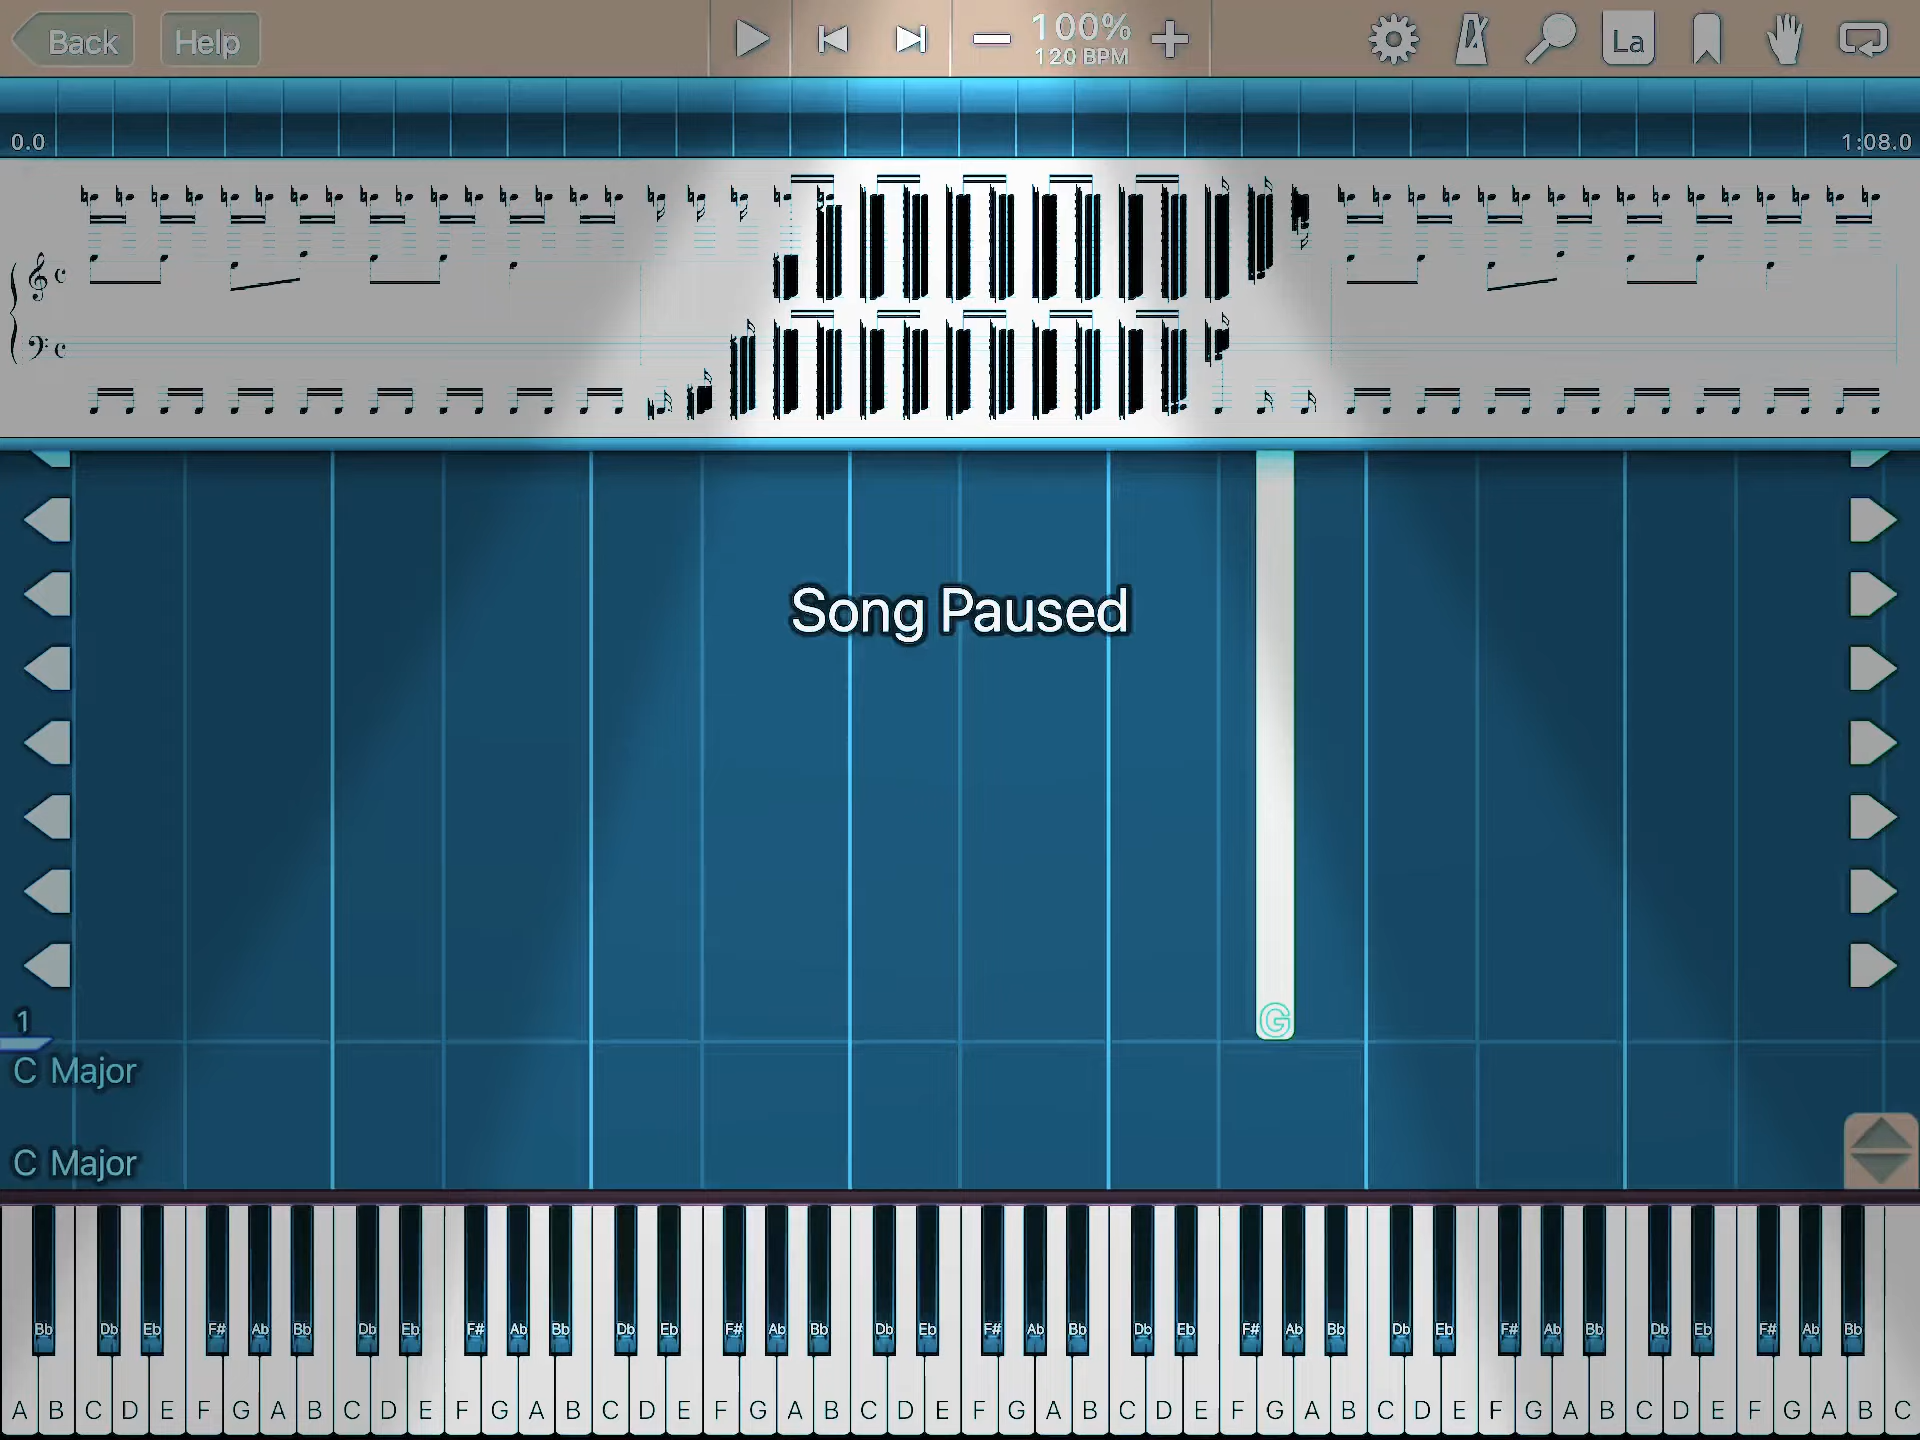 Back Help 100% La
120 BPM
0.0 1:08.0
Song Paused
G
1
C Major
C Major
Bb Db Eb F# Ab Bb Db Eb F# Ab Bb Db Eb F# Ab Bb Db Eb F# Ab Bb Db Eb F# Ab Bb Db Eb F# Ab Bb Db Eb F# Ab Bb
A B C D E F G A B C D E F G A B C D E F G A B C D E F G A B C D E F G A B C D E F G A B C D E F G A B C